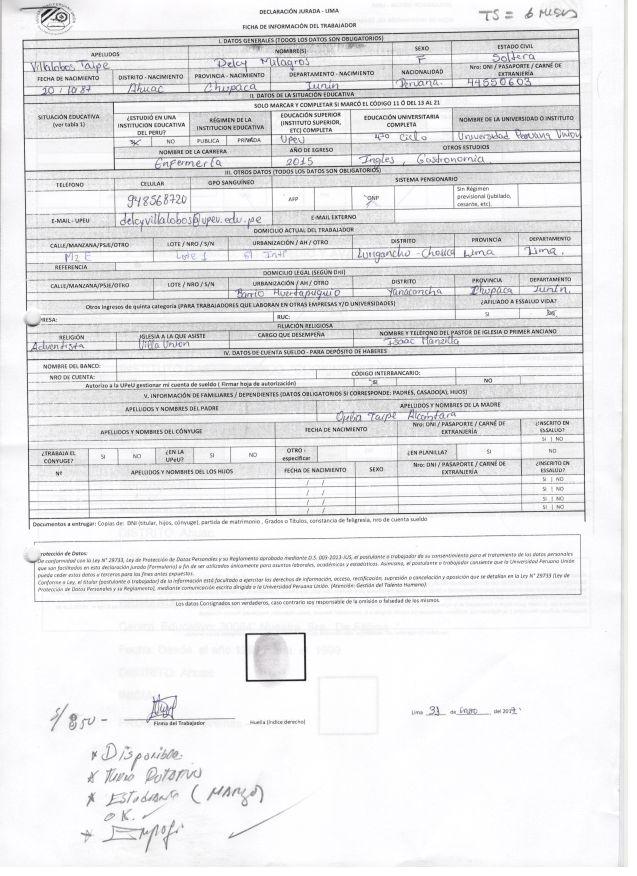 DECLARACIÓN JURADA - LIMA
TS = 6 MESES
FICHA DE INFORMACIÓN DEL TRABAJADOR
I. DATOS GENERALES (TODOS LOS DATOS SON OBLIGATORIOS)
APELLIDOS NOMBRE(S) SEXO ESTADO CIVIL
Villalobos Taipe Delcy Milagros F Soltera
FECHA DE NACIMIENTO DISTRITO - NACIMIENTO PROVINCIA - NACIMIENTO DEPARTAMENTO - NACIMIENTO NACIONALIDAD Nro: DNI / PASAPORTE / CARNÉ DE EXTRANJERÍA
20 / 10 / 87 Ahuac Chupaca Junín Peruana. 44550603
II. DATOS DE LA SITUACIÓN EDUCATIVA
SOLO MARCAR Y COMPLETAR SI MARCÓ EL CÓDIGO 11 Ó DEL 13 AL 21
SITUACIÓN EDUCATIVA (ver tabla 1) ¿ESTUDIÓ EN UNA INSTITUCION EDUCATIVA DEL PERU? RÉGIMEN DE LA INSTITUCION EDUCATIVA EDUCACIÓN SUPERIOR (INSTITUTO SUPERIOR, ETC) COMPLETA EDUCACIÓN UNIVERSITARIA COMPLETA NOMBRE DE LA UNIVERSIDAD O INSTITUTO
NO PUBLICA PRIVADA Upeu 4to Ciclo Universidad Peruana Union
NOMBRE DE LA CARRERA AÑO DE EGRESO OTROS ESTUDIOS
Enfermería 2015 Ingles, Gastronomia.
III. OTROS DATOS (TODOS LOS DATOS SON OBLIGATORIOS)
TELÉFONO CELULAR GPO SANGUÍNEO SISTEMA PENSIONARIO
948568720 AFP ONP Sin Régimen previsional (jubilado, cesante, etc).
E-MAIL - UPEU delcyvillalobos@upeu.edu.pe E-MAIL EXTERNO
DOMICILIO ACTUAL DEL TRABAJADOR
CALLE/MANZANA/PSJE/OTRO LOTE / NRO / S/N URBANIZACIÓN / AH / OTRO DISTRITO PROVINCIA DEPARTAMENTO
Mz E Lote 1 El Inti Lurigancho - Chosica Lima Lima.
REFERENCIA
DOMICILIO LEGAL (SEGÚN DNI)
CALLE/MANZANA/PSJE/OTRO LOTE / NRO / S/N URBANIZACIÓN / AH / OTRO DISTRITO PROVINCIA DEPARTAMENTO
Barrio Huertapuquio Yanacancha Chupaca Junín.
Otros ingresos de quinta categoría (PARA TRABAJADORES QUE LABORAN EN OTRAS EMPRESAS Y/O UNIVERSIDADES) ¿AFILIADO A ESSALUD VIDA?
RESA: RUC: SI
FILIACIÓN RELIGIOSA
RELIGIÓN IGLESIA A LA QUE ASISTE CARGO QUE DESEMPEÑA NOMBRE Y TELÉFONO DEL PASTOR DE IGLESIA O PRIMER ANCIANO
Adventista Villa Union Isaac Manzilla
IV. DATOS DE CUENTA SUELDO - PARA DEPÓSITO DE HABERES
NOMBRE DEL BANCO:
NRO DE CUENTA: CÓDIGO INTERBANCARIO:
Autorizo a la UPeU gestionar mi cuenta de sueldo ( Firmar hoja de autorización) SI NO
V. INFORMACIÓN DE FAMILIARES / DEPENDIENTES (DATOS OBLIGATORIOS SI CORRESPONDE: PADRES, CASADO(A), HIJOS)
APELLIDOS Y NOMBRES DEL PADRE APELLIDOS Y NOMBRES DE LA MADRE
Taipe Alcantara
APELLIDOS Y NOMBRES DEL CÓNYUGE FECHA DE NACIMIENTO Nro: DNI / PASAPORTE / CARNÉ DE EXTRANJERÍA ¿INSCRITO EN ESSALUD?
SI | NO
¿TRABAJA EL CÓNYUGE? SI NO ¿EN LA UPeU? SI NO OTRO : especificar ¿EN PLANILLA? SI NO
Nº APELLIDOS Y NOMBRES DEL LOS HIJOS FECHA DE NACIMIENTO SEXO Nro: DNI / PASAPORTE / CARNÉ DE EXTRANJERÍA ¿INSCRITO EN ESSALUD?
/ / SI | NO
/ / SI | NO
/ / SI | NO
/ / SI | NO
Documentos a entregar: Copias de: DNI (titular, hijos, cónyuge), partida de matrimonio , Grados o Títulos, constancia de feligresía, nro de cuenta sueldo
rotección de Datos:
De conformidad con la Ley N° 29733, Ley de Protección de Datos Personales y su Reglamento aprobado mediante D.S. 003-2013-JUS, el postulante o trabajador da su consentimiento para el tratamiento de los datos personales
que son facilitados en esta declaración jurada (Formulario) a fin de ser utilizados únicamente para asuntos laborales, académicos y estadísticos. Asimismo, el postulante o trabajador consiente que la Universidad Peruana Unión
pueda ceder estos datos a terceros para los fines antes expuestos.
Conforme a Ley, el titular (postulante o trabajador) de la información está facultado a ejercitar los derechos de información, acceso, rectificación, supresión o cancelación y oposición que se detallan en la Ley N° 29733 (Ley de
Protección de Datos Personales y su Reglamento), mediante comunicación escrita dirigida a la Universidad Peruana Unión. (Atención: Gestión del Talento Humano).
Los datos Consignados son verdaderos, caso contrario soy responsable de la omisión o falsedad de los mismos.
S/ 850 -
Firma del Trabajador Huella (índice derecho) Lima 31 de Enero del 2017.
* Disponible.
* Turno Rotativo
* Estudiante (Marzo)
OK.
*